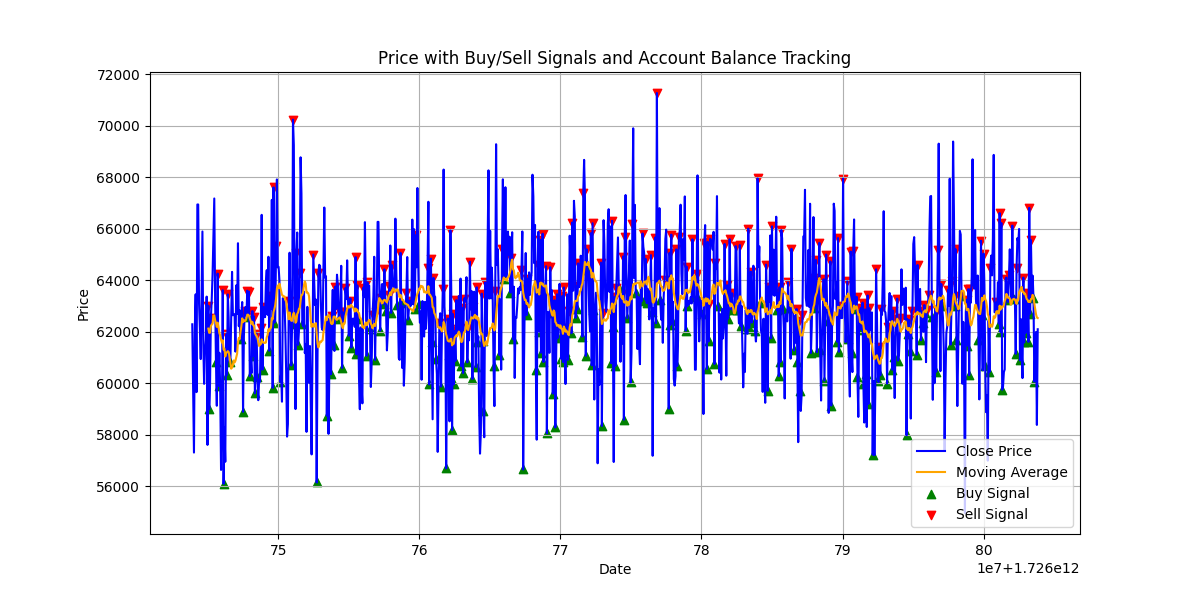 Price with Buy/Sell Signals and Account Balance Tracking
72000
70000
68000
66000
64000
62000
60000
58000
56000
Price
75
76
77
78
79
80
Date
1e7+1.726e12
Close Price
Moving Average
Buy Signal
Sell Signal